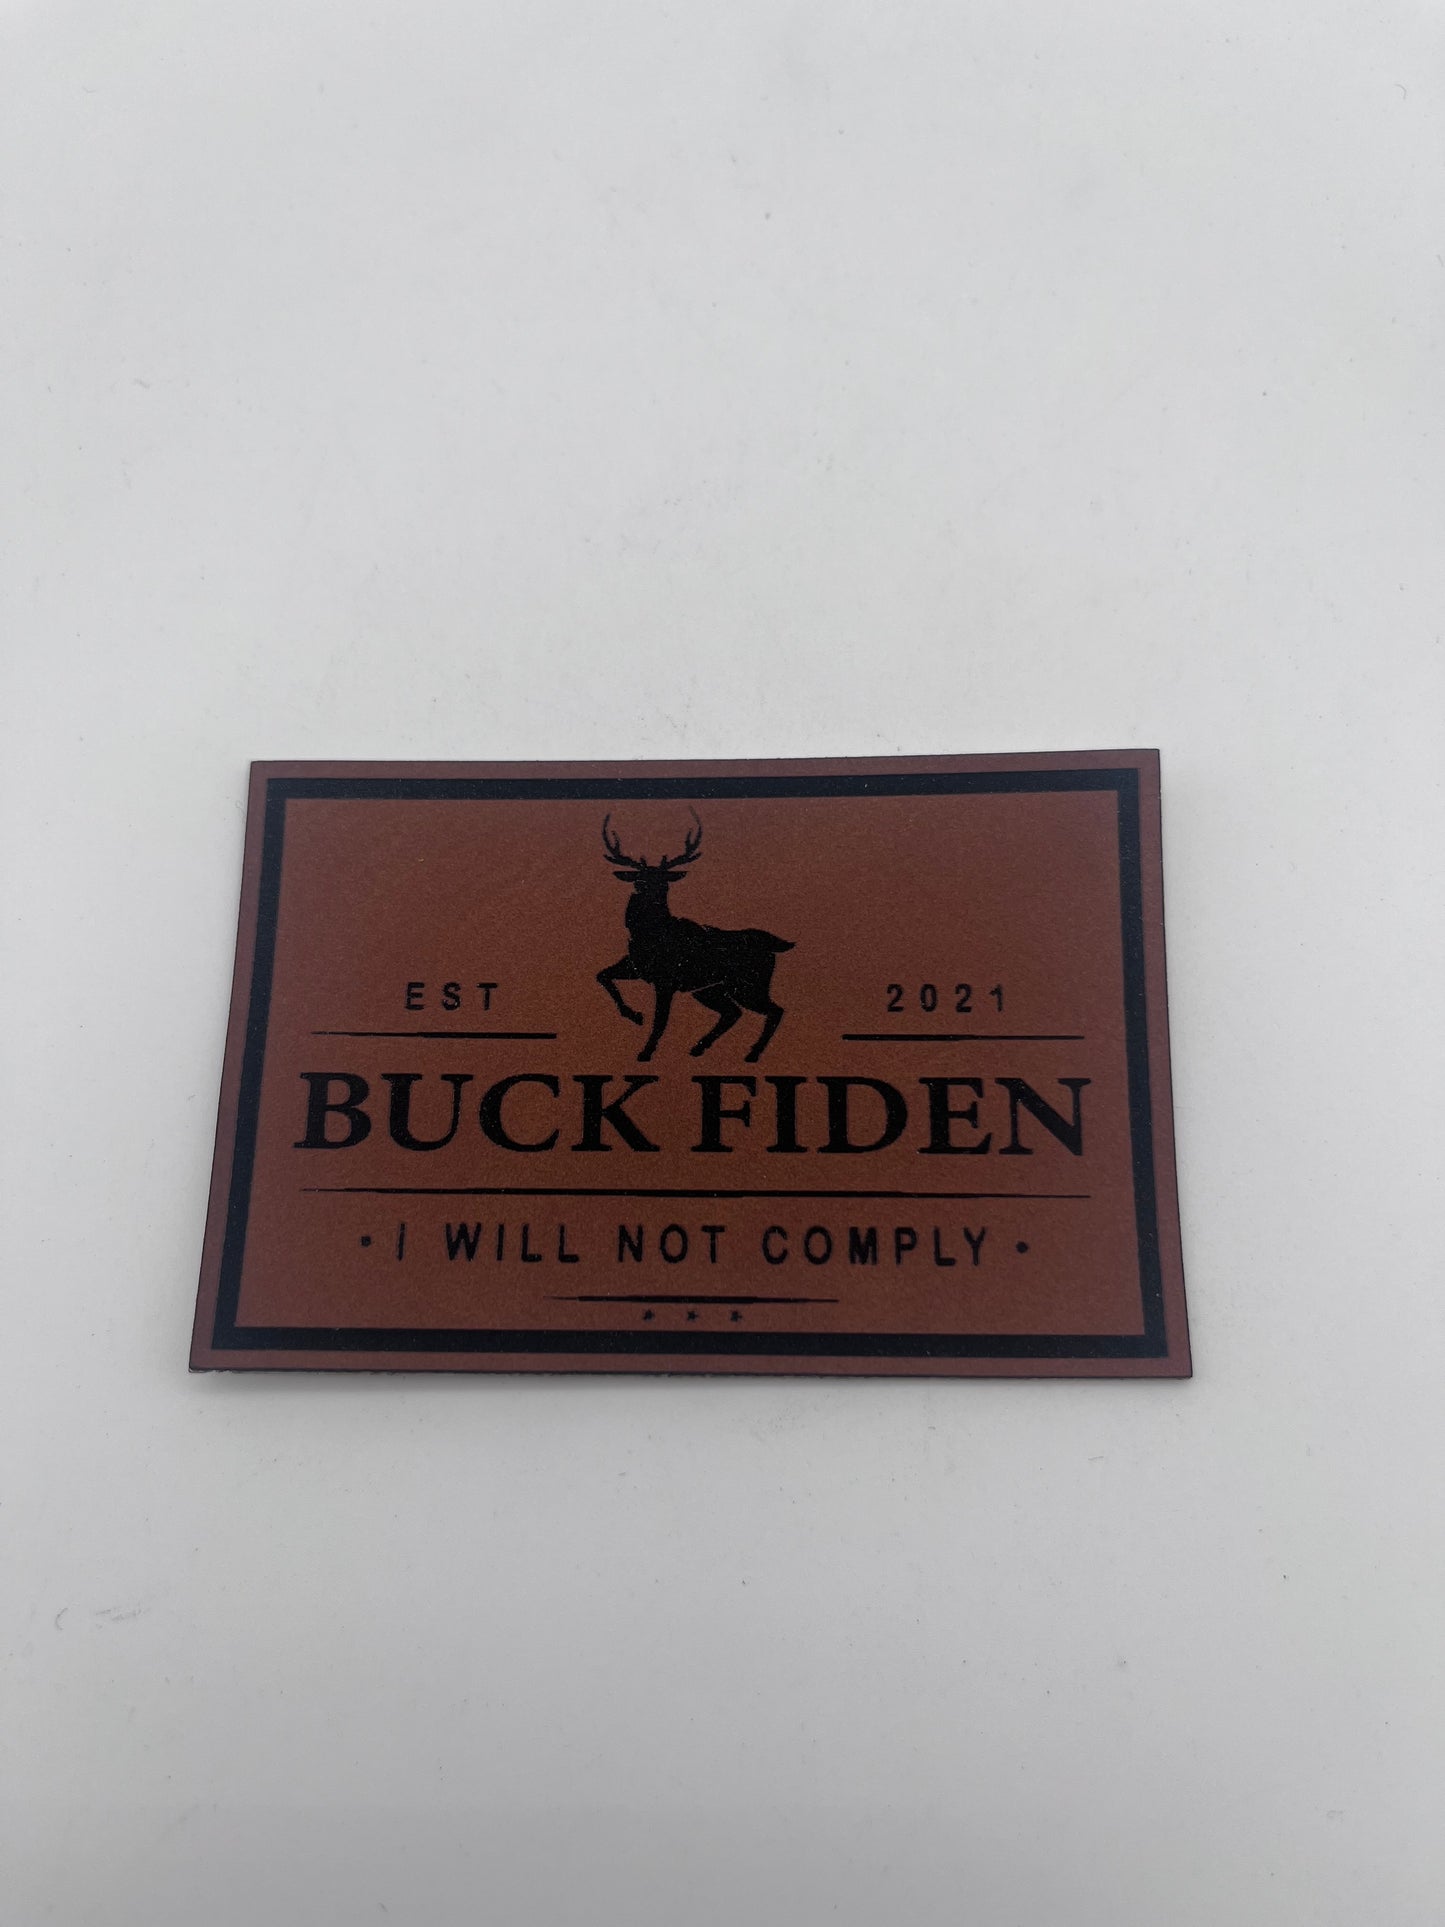 EST 2021
BUCK FIDEN
• I WILL NOT COMPLY •